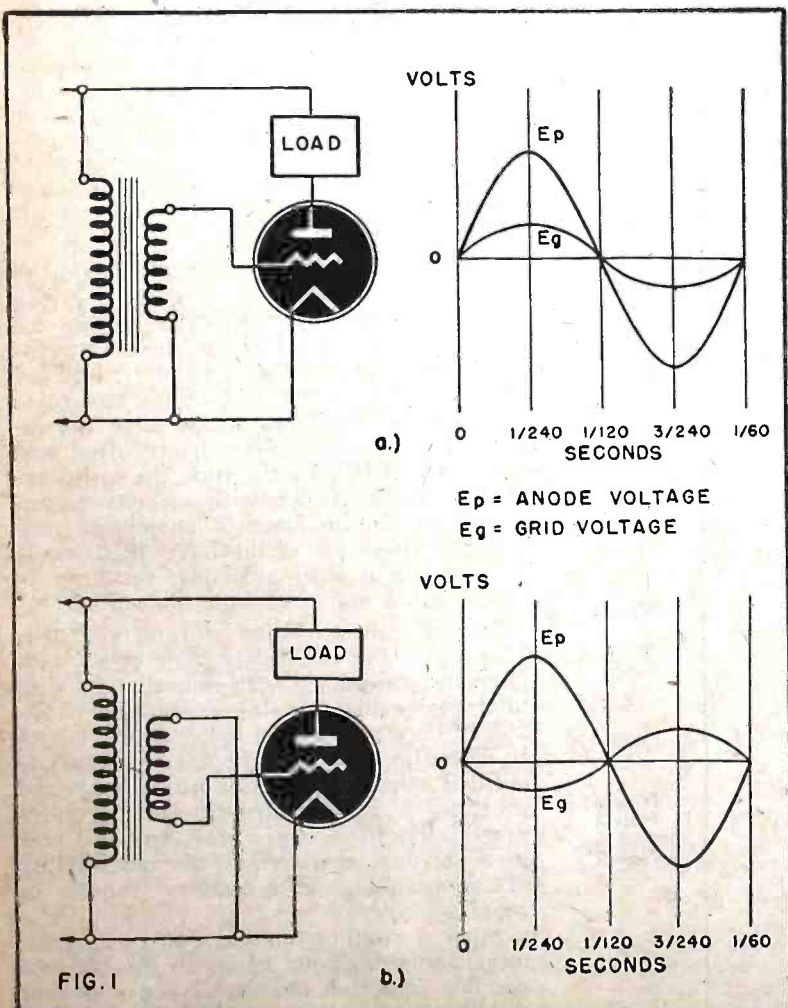 VOLTS
LOAD
Ep
Eg
0
a.)
0 1/240 1/120 3/240 1/60
SECONDS
Ep = ANODE VOLTAGE
Eg = GRID VOLTAGE
VOLTS
LOAD
Ep
0
Eg
0 1/240 1/120 3/240 1/60
SECONDS
FIG.1
b.)